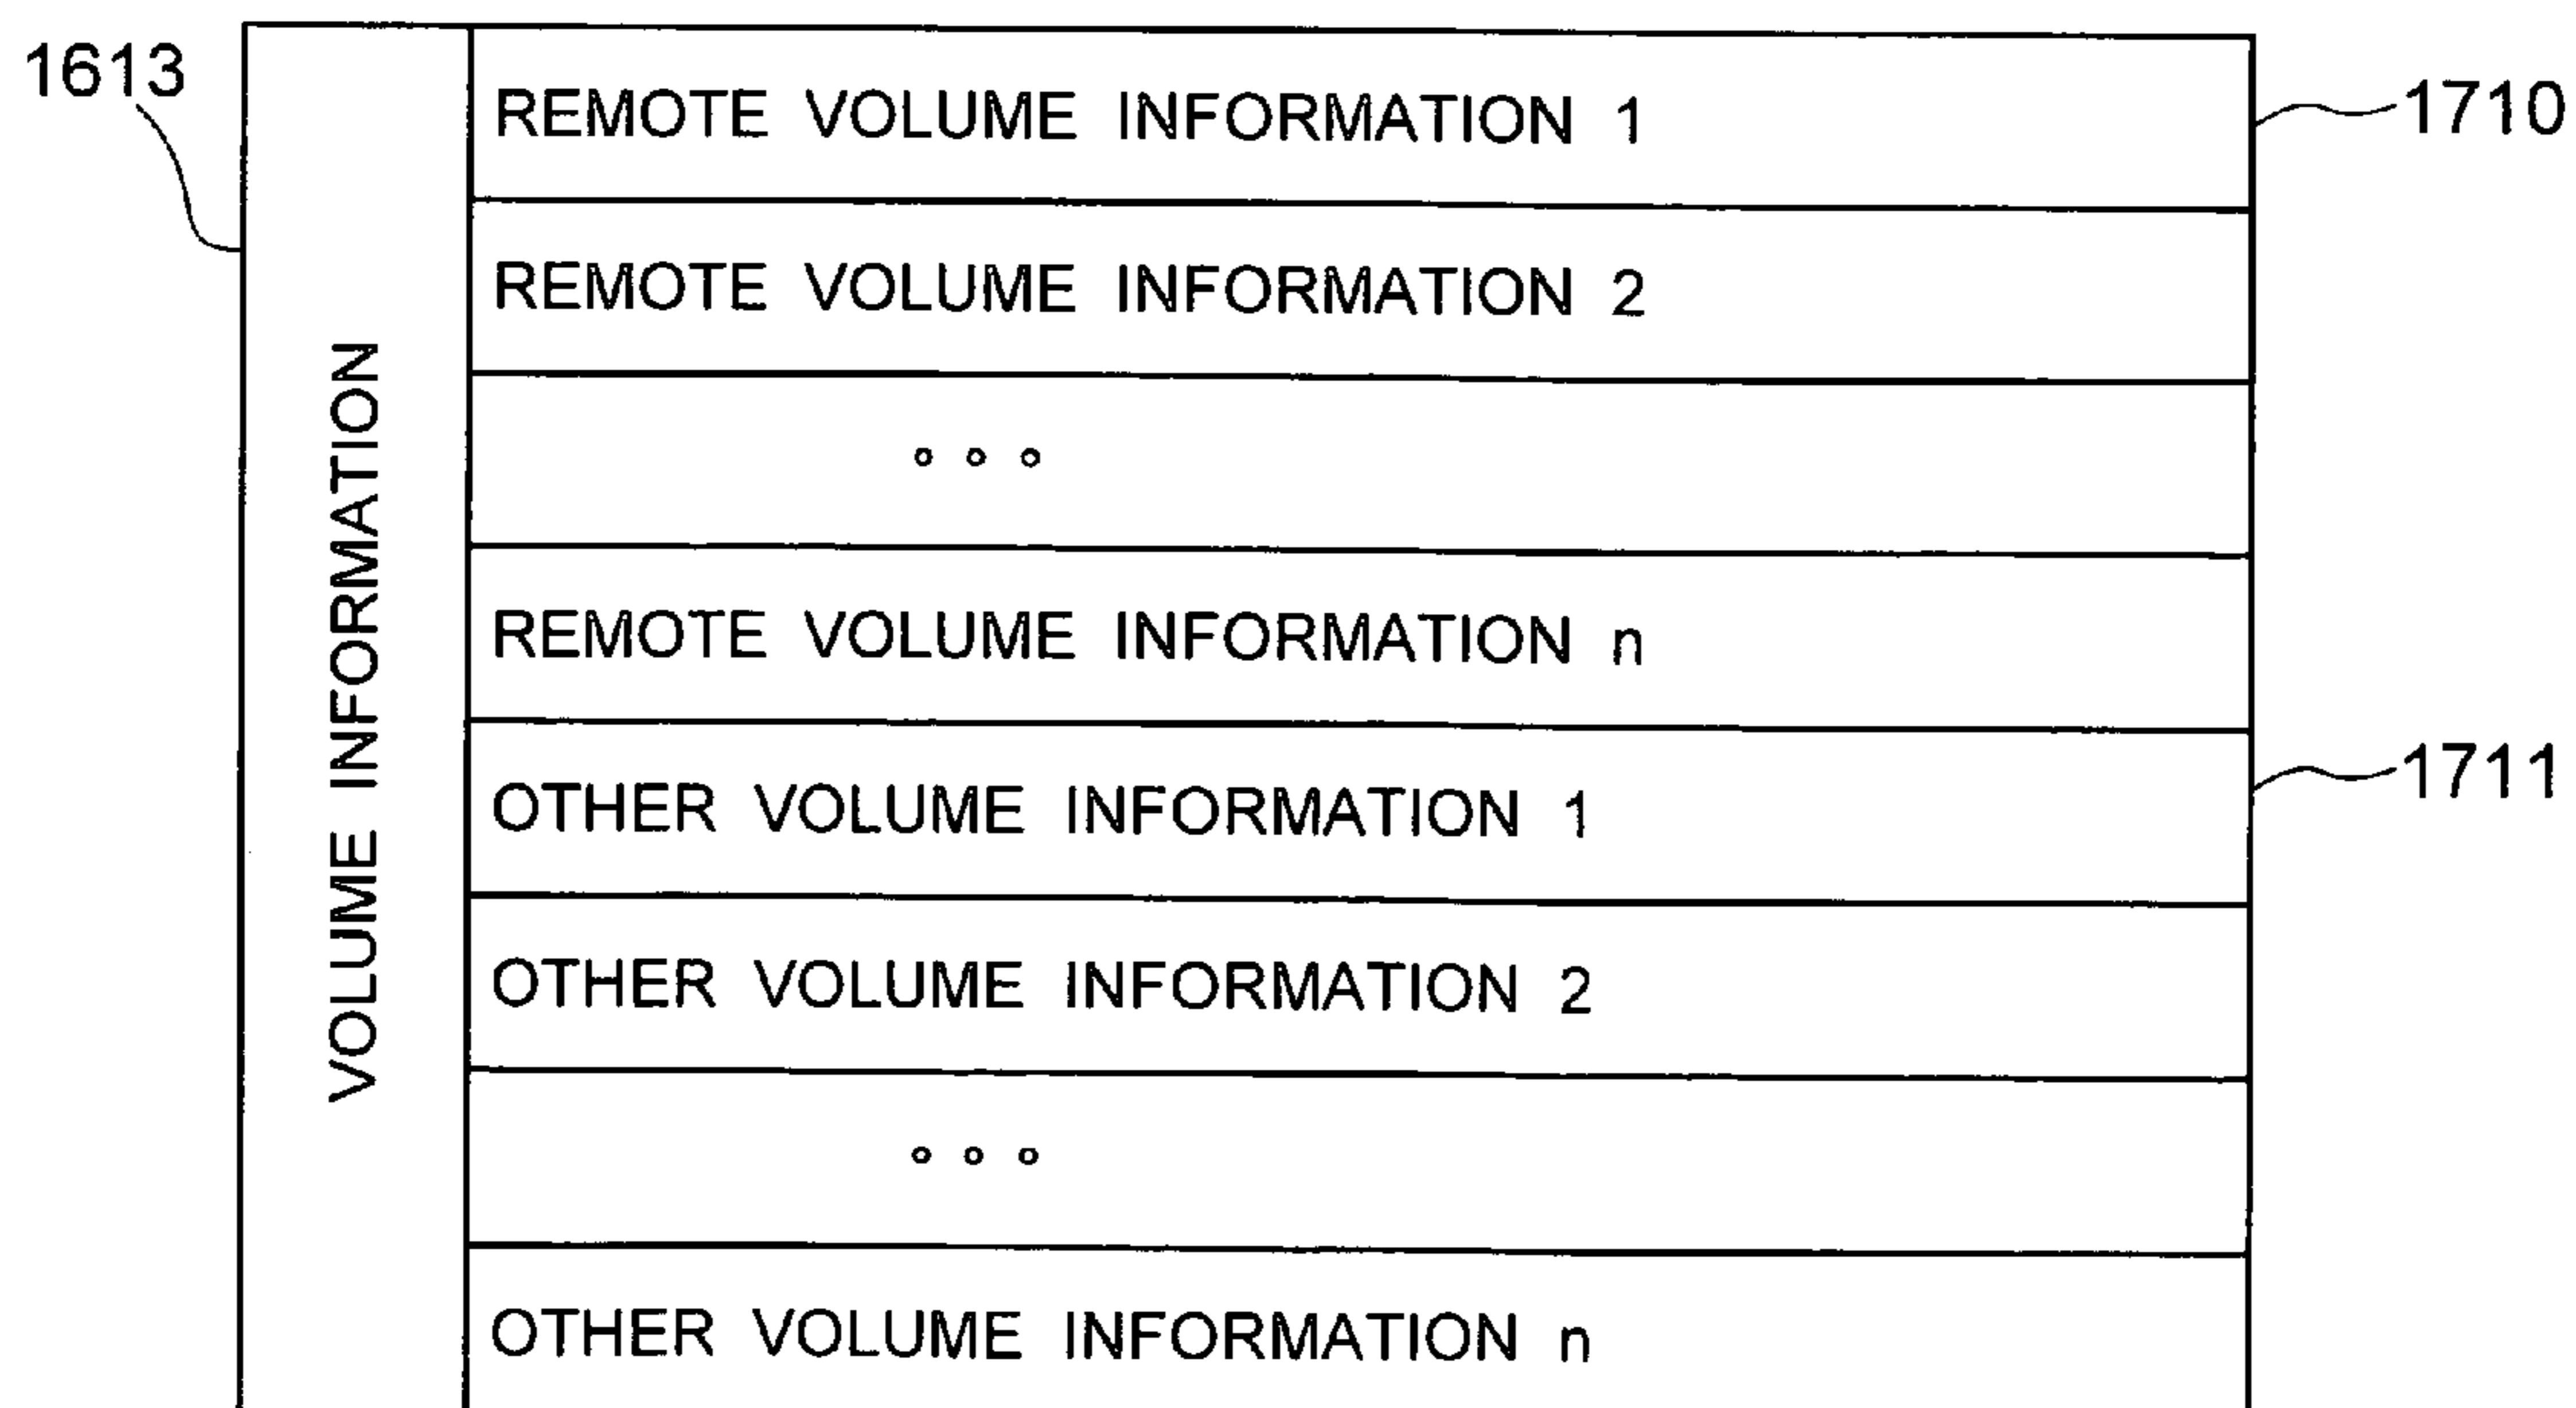 1613
VOLUME INFORMATION
REMOTE VOLUME INFORMATION 1
1710
REMOTE VOLUME INFORMATION 2
∘ ∘ ∘
REMOTE VOLUME INFORMATION n
OTHER VOLUME INFORMATION 1
1711
OTHER VOLUME INFORMATION 2
∘ ∘ ∘
OTHER VOLUME INFORMATION n